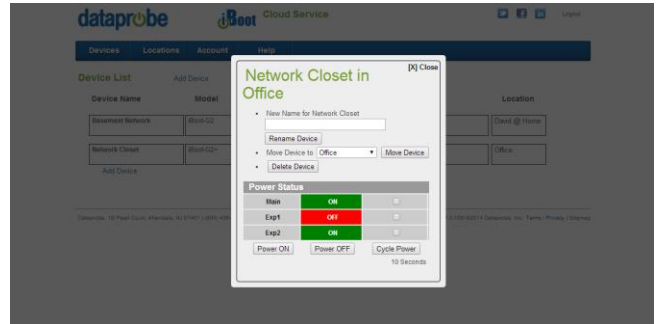 dataprobe iBoot Cloud Service Logout
Devices Locations Account Help
Device List Add Device
Device Name Model Location
Basement Network iBoot-G2 David @ Home
Network Closet iBoot-G2+ Office
Add Device
[X] Close
Network Closet in
Office
New Name for Network Closet
Rename Device
Move Device to Office Move Device
Delete Device
Power Status
Main ON
Exp1 OFF
Exp2 ON
Power ON Power OFF Cycle Power
10 Seconds